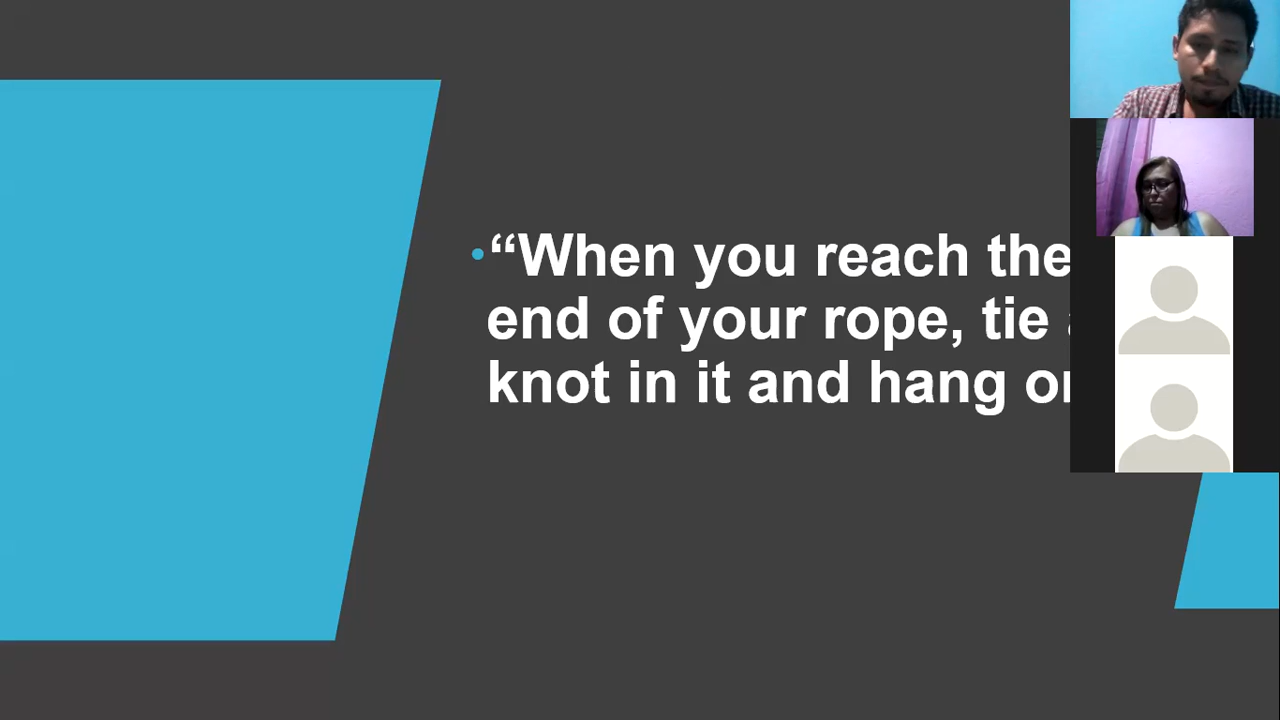 “When you reach the
end of your rope, tie
knot in it and hang